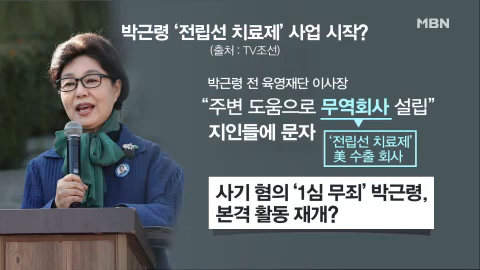 MBN
박근령 ‘전립선 치료제’ 사업 시작?
(출처 : TV조선)
박근령 전 육영재단 이사장
“주변 도움으로 무역회사 설립”
지인들에 문자
‘전립선 치료제’
美 수출 회사
사기 혐의 ‘1심 무죄’ 박근령,
본격 활동 재개?